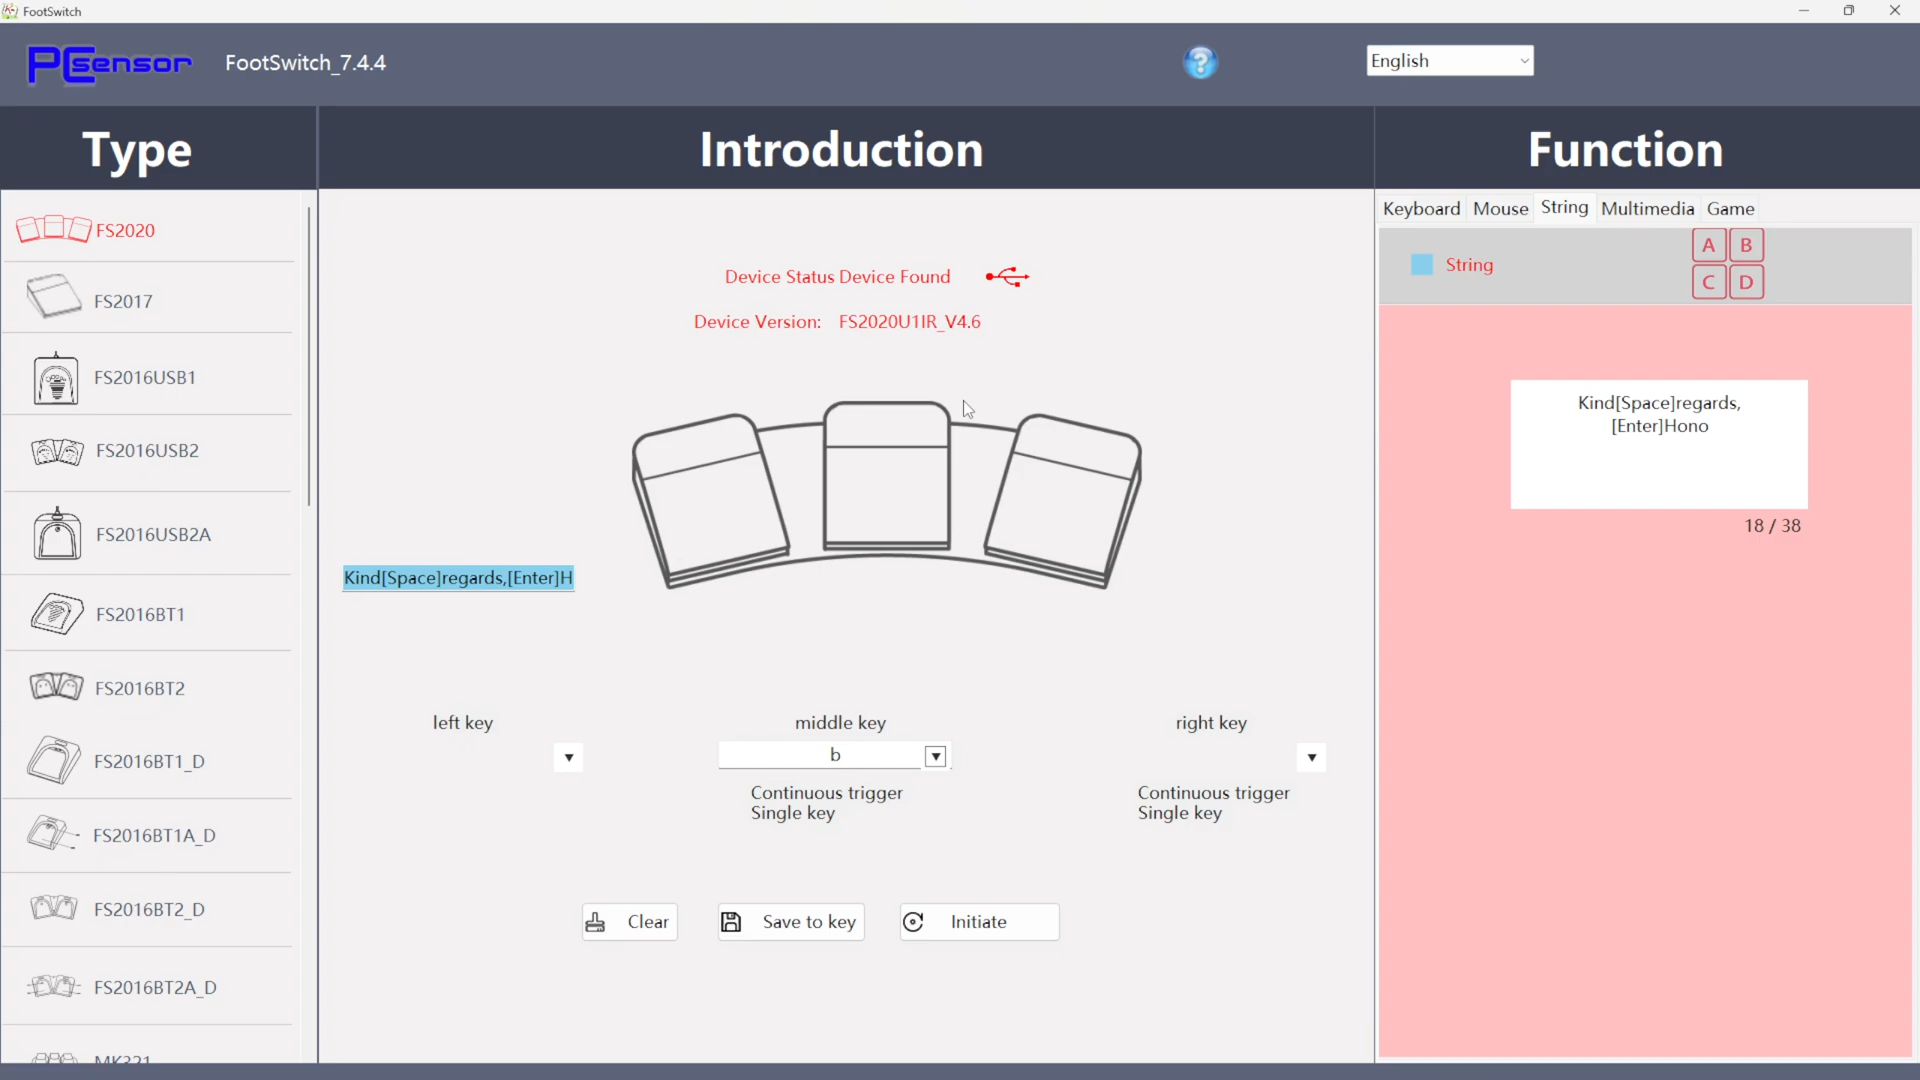 FootSwitch
PCsensor
FootSwitch_7.4.4
?
English
Type
Introduction
Function
FS2020
FS2017
FS2016USB1
FS2016USB2
FS2016USB2A
FS2016BT1
FS2016BT2
FS2016BT1_D
FS2016BT1A_D
FS2016BT2_D
FS2016BT2A_D
MK321
Device Status Device Found
Device Version: FS2020U1IR_V4.6
Kind[Space]regards,[Enter]H
left key
middle key
right key
b
Continuous trigger
Single key
Continuous trigger
Single key
Clear
Save to key
Initiate
Keyboard Mouse String Multimedia Game
String
A B
C D
Kind[Space]regards,
[Enter]Hono
18 / 38